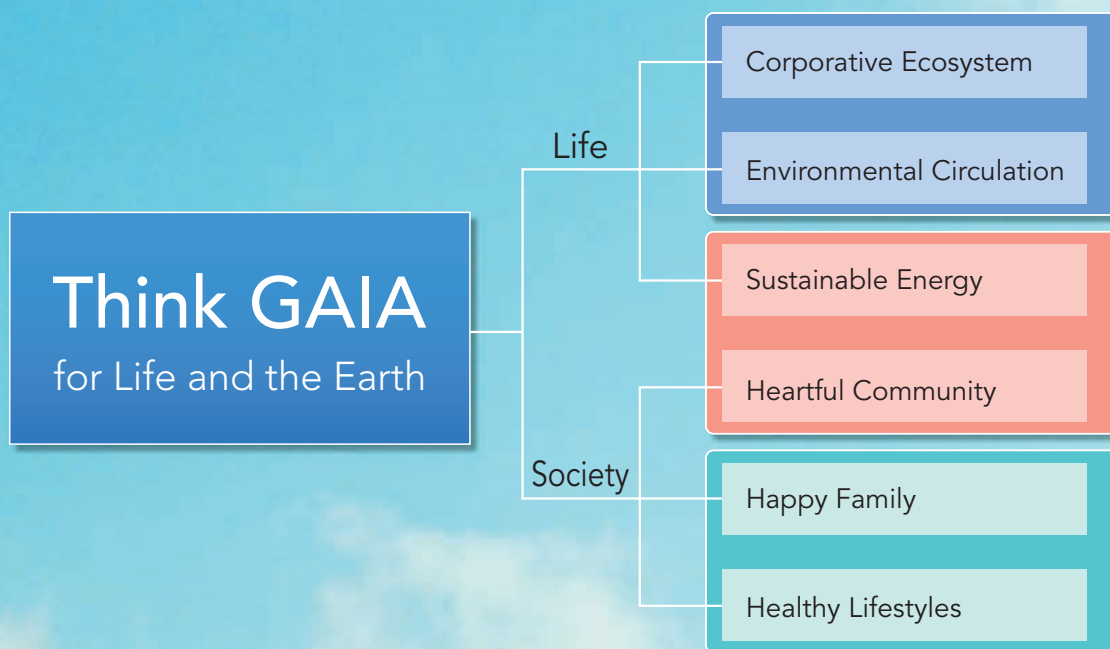 Think GAIA
for Life and the Earth
Life
Corporative Ecosystem
Environmental Circulation
Sustainable Energy
Society
Heartful Community
Happy Family
Healthy Lifestyles